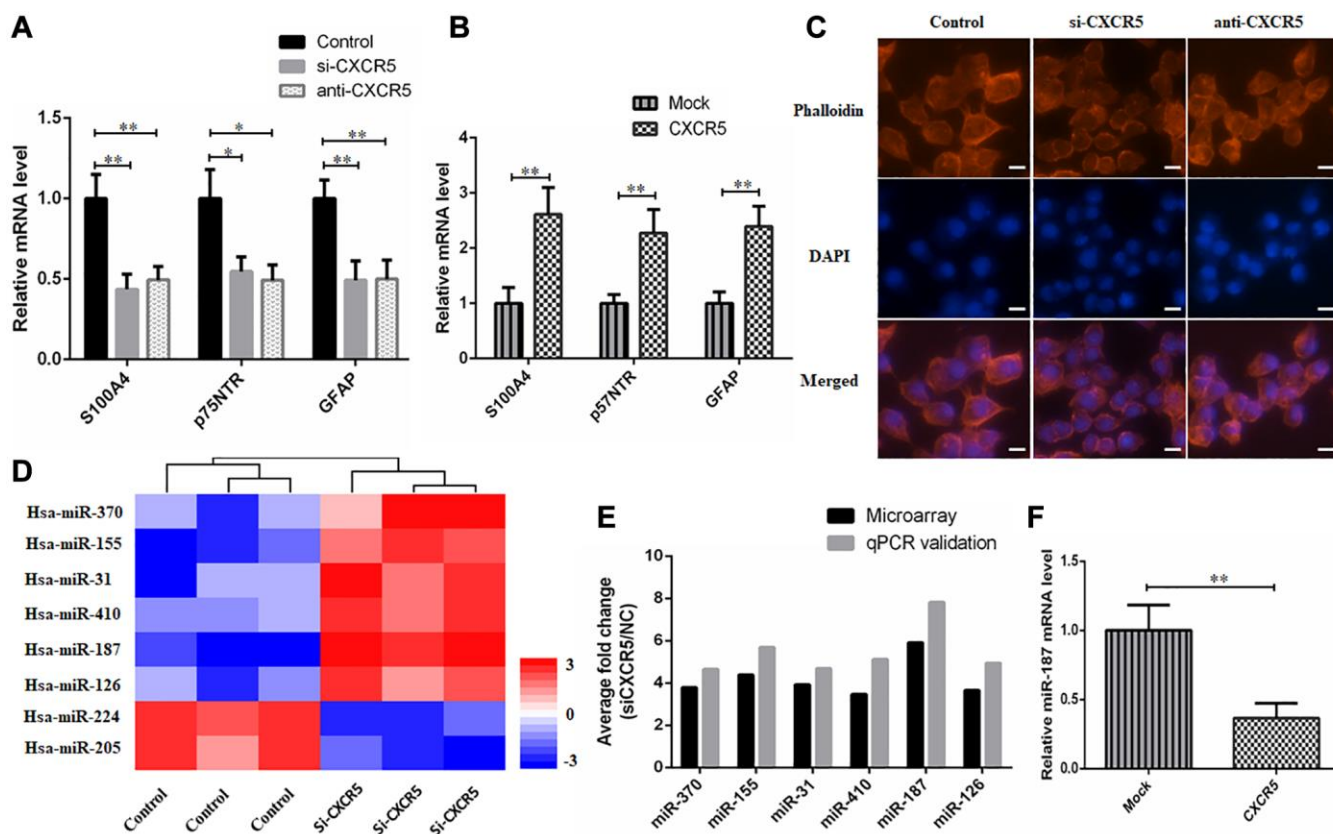 A
Control
si-CXCR5
anti-CXCR5
Relative mRNA level
1.5
1.0
0.5
0.0
**
**
*
*
**
**
S100A4
p75NTR
GFAP
B
Mock
CXCR5
Relative mRNA level
4
3
2
1
0
**
**
**
S100A4
p57NTR
GFAP
C
Control
si-CXCR5
anti-CXCR5
Phalloidin
DAPI
Merged
D
Hsa-miR-370
Hsa-miR-155
Hsa-miR-31
Hsa-miR-410
Hsa-miR-187
Hsa-miR-126
Hsa-miR-224
Hsa-miR-205
3
0
-3
Control
Control
Control
Si-CXCR5
Si-CXCR5
Si-CXCR5
E
Microarray
qPCR validation
Average fold change
(siCXCR5/NC)
10
8
6
4
2
0
miR-370
miR-155
miR-31
miR-410
miR-187
miR-126
F
Relative miR-187 mRNA level
1.5
1.0
0.5
0.0
**
Mock
CXCR5